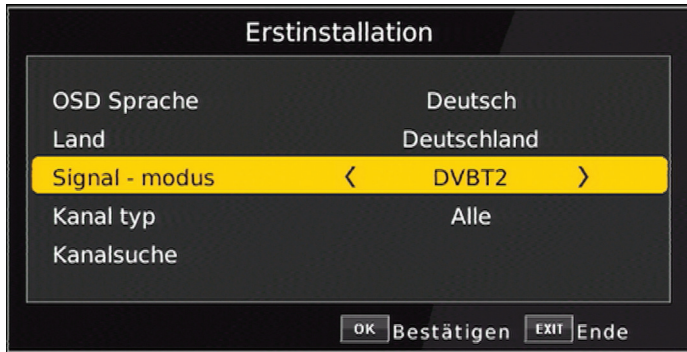 Erstinstallation
OSD Sprache Deutsch
Land Deutschland
Signal - modus 〈 DVBT2 〉
Kanal typ Alle
Kanalsuche
OK Bestätigen EXIT Ende